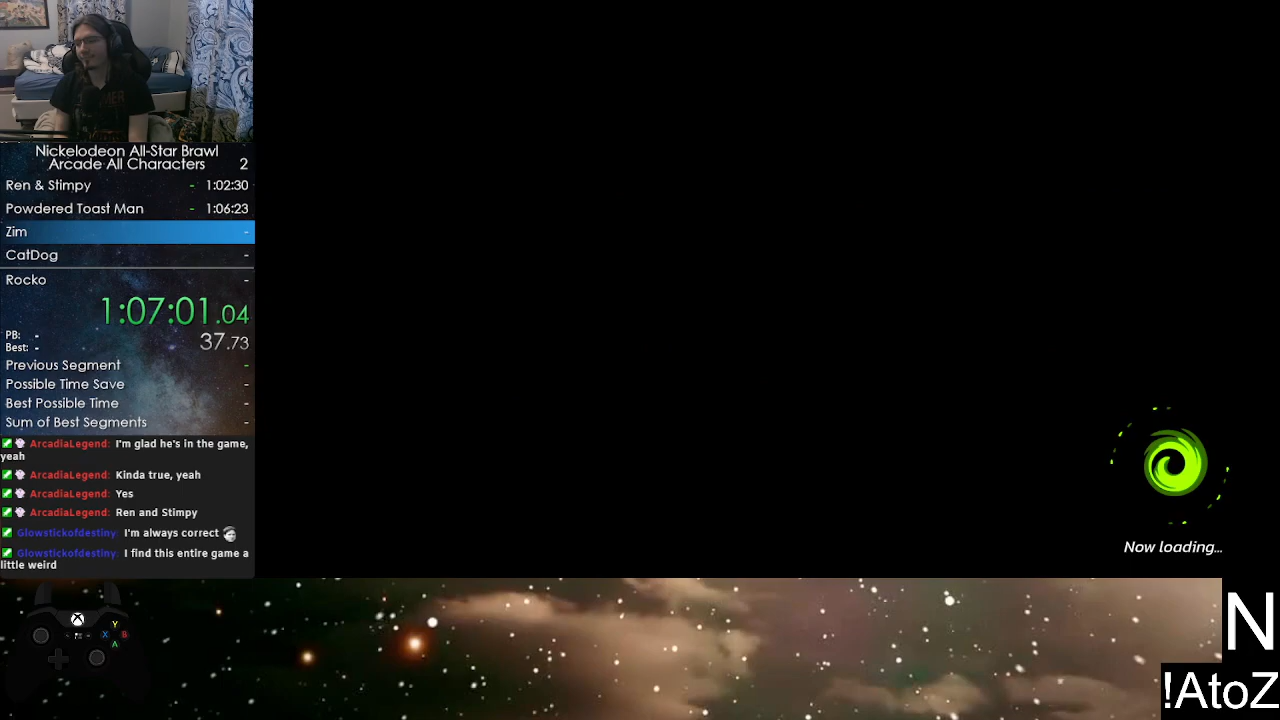 Nickelodeon All-Star Brawl
Arcade All Characters 2
Ren & Stimpy - 1:02:30
Powdered Toast Man - 1:06:23
Zim -
CatDog -
Rocko -
1:07:01.04
PB: - 37.73
Best: -
Previous Segment -
Possible Time Save -
Best Possible Time -
Sum of Best Segments -
ArcadiaLegend: I'm glad he's in the game,
yeah
ArcadiaLegend: Kinda true, yeah
ArcadiaLegend: Yes
ArcadiaLegend: Ren and Stimpy
Glowstickofdestiny: I'm always correct
Glowstickofdestiny: I find this entire game a
little weird
Now loading...
Y
X B
A
N
!AtoZ